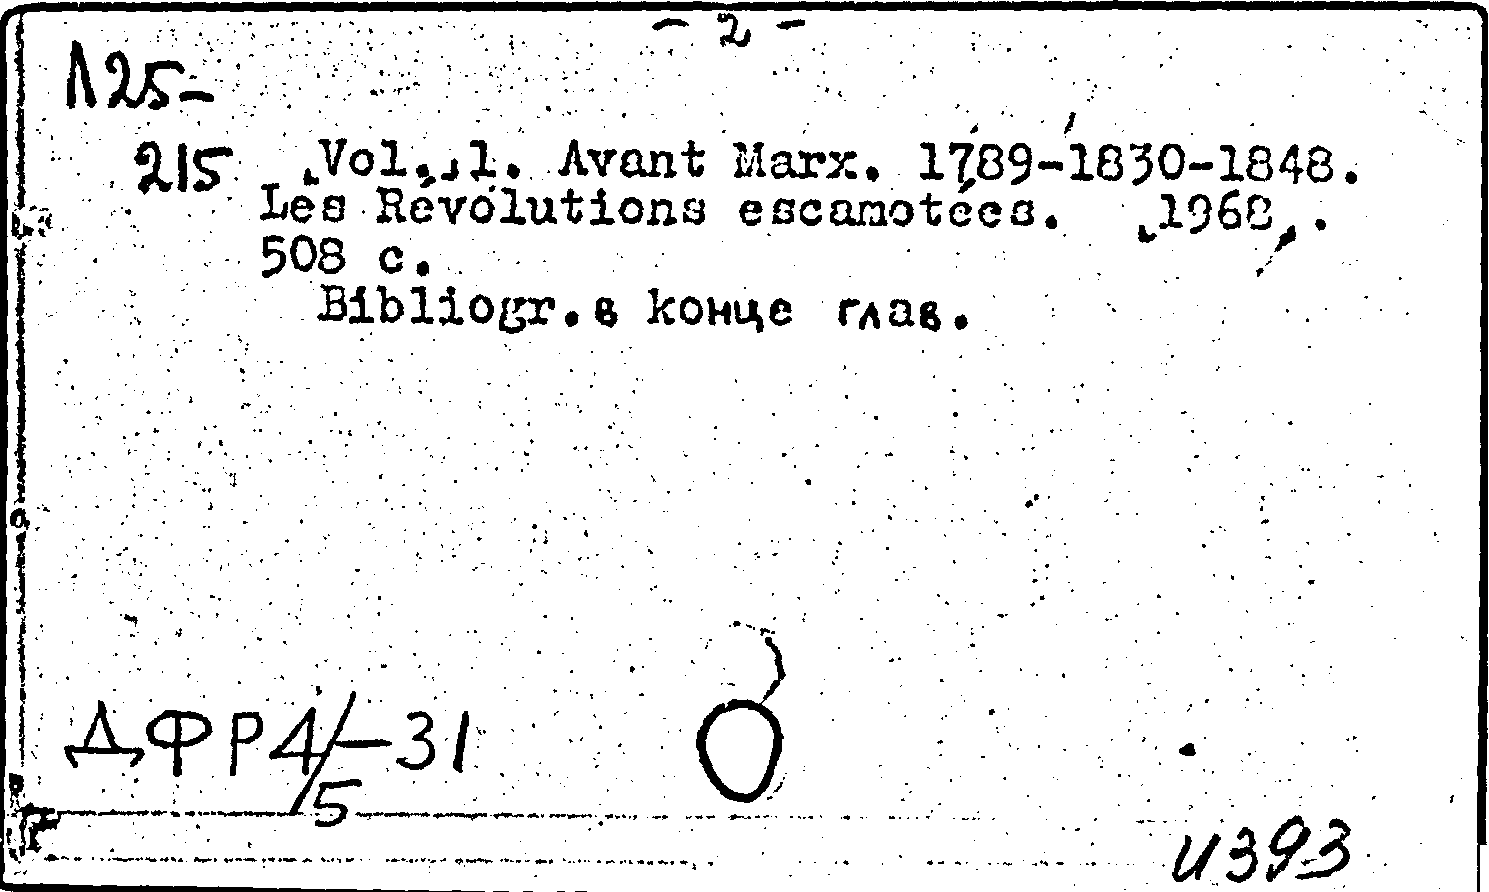 - 2 -
Л25-
215 Vol. 1. Avant Marx. 1789-1830-1848.
Les Révolutions escamotées. 1968.
508 с.
Bibliogr. в конце глав.
ДФР4/5-31
И393